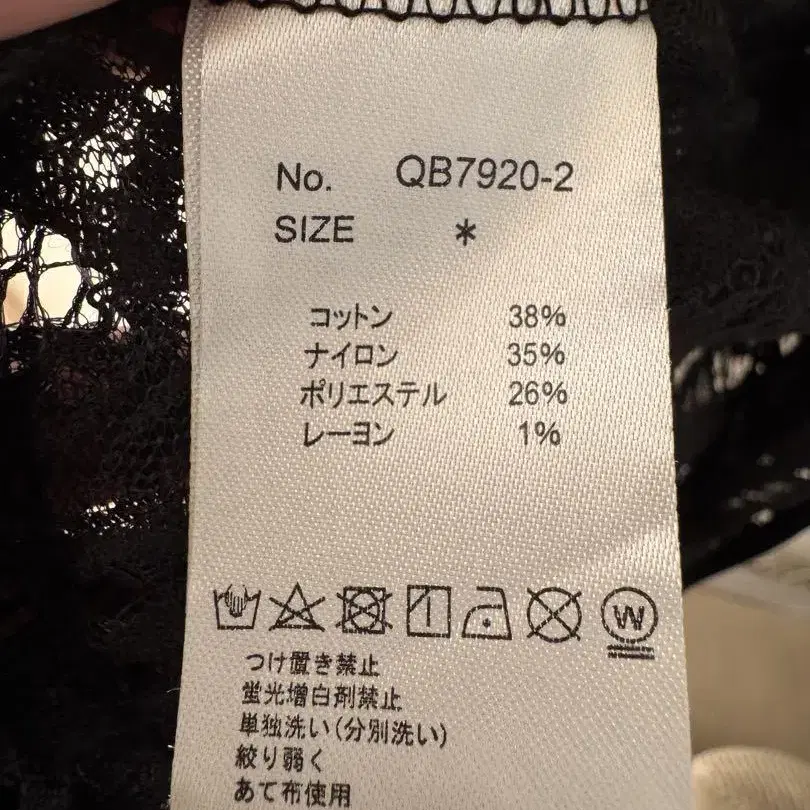 No. QB7920-2
SIZE *
コットン 38%
ナイロン 35%
ポリエステル 26%
レーヨン 1%
W
つけ置き禁止
蛍光増白剤禁止
単独洗い(分別洗い)
絞り弱く
あて布使用